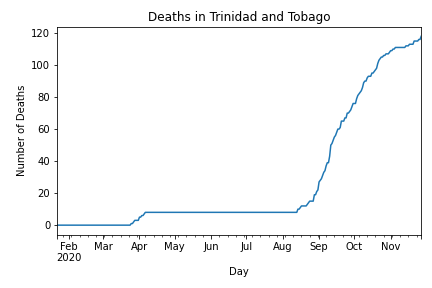 Deaths in Trinidad and Tobago
120
100
80
60
40
20
0
Number of Deaths
Feb Mar Apr May Jun Jul Aug Sep Oct Nov
2020
Day